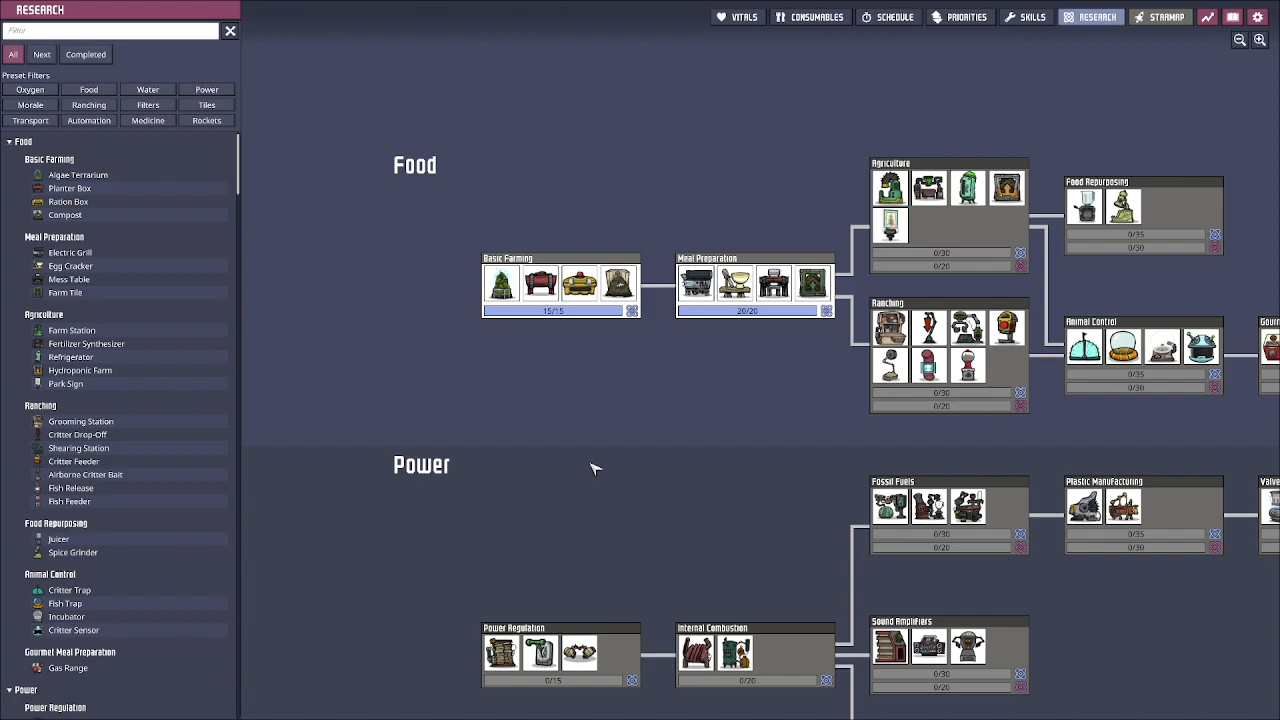 RESEARCH
VITALS
CONSUMABLES
SCHEDULE
PRIORITIES
SKILLS
RESEARCH
STARMAP
Filter
All
Next
Completed
Preset Filters
Oxygen
Food
Water
Power
Morale
Ranching
Filters
Tiles
Transport
Automation
Medicine
Rockets
Food
Basic Farming
Algae Terrarium
Planter Box
Ration Box
Compost
Meal Preparation
Electric Grill
Egg Cracker
Mess Table
Farm Tile
Agriculture
Farm Station
Fertilizer Synthesizer
Refrigerator
Hydroponic Farm
Park Sign
Ranching
Grooming Station
Critter Drop-Off
Shearing Station
Critter Feeder
Airborne Critter Bait
Fish Release
Fish Feeder
Food Repurposing
Juicer
Spice Grinder
Animal Control
Critter Trap
Fish Trap
Incubator
Critter Sensor
Gourmet Meal Preparation
Gas Range
Power
Power Regulation
Food
Basic Farming
15/15
Meal Preparation
20/20
Agriculture
0/30
0/20
Food Repurposing
0/35
0/30
Ranching
0/30
0/20
Animal Control
0/35
0/30
Gour
Power
Fossil Fuels
0/30
0/20
Plastic Manufacturing
0/35
0/30
Valve
Power Regulation
0/15
Internal Combustion
0/20
Sound Amplifiers
0/30
0/20